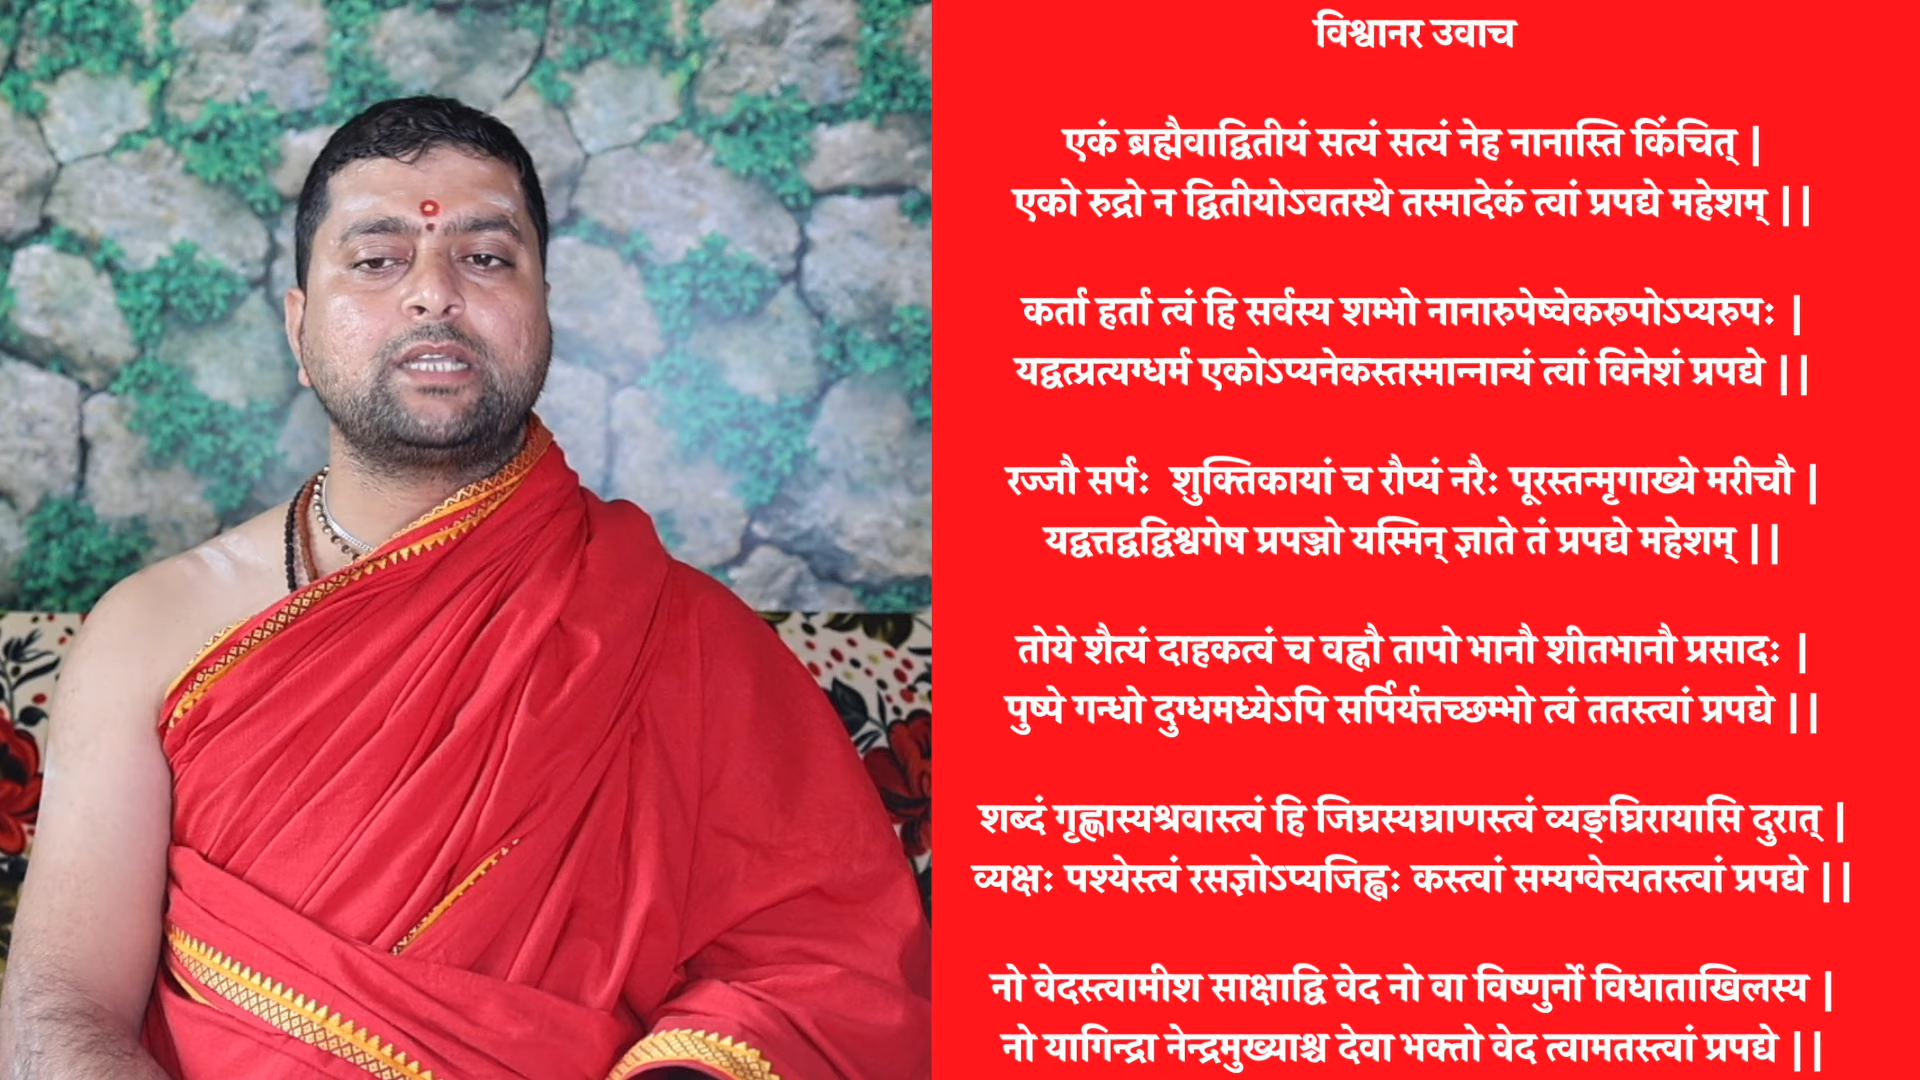 विश्वानर उवाच
एकं ब्रह्मैवाद्वितीयं सत्यं सत्यं नेह नानास्ति किंचित् |
एको रुद्रो न द्वितीयोऽवतस्थे तस्मादेकं त्वां प्रपद्ये महेशम् ||
कर्ता हर्ता त्वं हि सर्वस्य शम्भो नानारुपेष्वेकरूपोऽप्यरुपः |
यद्वत्प्रत्यग्धर्म एकोऽप्यनेकस्तस्मान्नान्यं त्वां विनेशं प्रपद्ये ||
रज्जौ सर्पः शुक्तिकायां च रौप्यं नरैः पूरस्तन्मृगाख्ये मरीचौ |
यद्वत्तद्वद्विश्वगेष प्रपञ्जो यस्मिन् ज्ञाते तं प्रपद्ये महेशम् ||
तोये शैत्यं दाहकत्वं च वह्नौ तापो भानौ शीतभानौ प्रसादः |
पुष्पे गन्धो दुग्धमध्येऽपि सर्पिर्यत्तच्छम्भो त्वं ततस्त्वां प्रपद्ये ||
शब्दं गृह्णास्यश्रवास्त्वं हि जिघ्रस्यघ्राणस्त्वं व्यङ्घ्रिरायासि दुरात् |
व्यक्षः पश्येस्त्वं रसज्ञोऽप्यजिह्वः कस्त्वां सम्यग्वेत्त्यतस्त्वां प्रपद्ये ||
नो वेदस्त्वामीश साक्षाद्वि वेद नो वा विष्णुर्नो विधाताखिलस्य |
नो यागिन्द्रा नेन्द्रमुख्याश्च देवा भक्तो वेद त्वामतस्त्वां प्रपद्ये ||